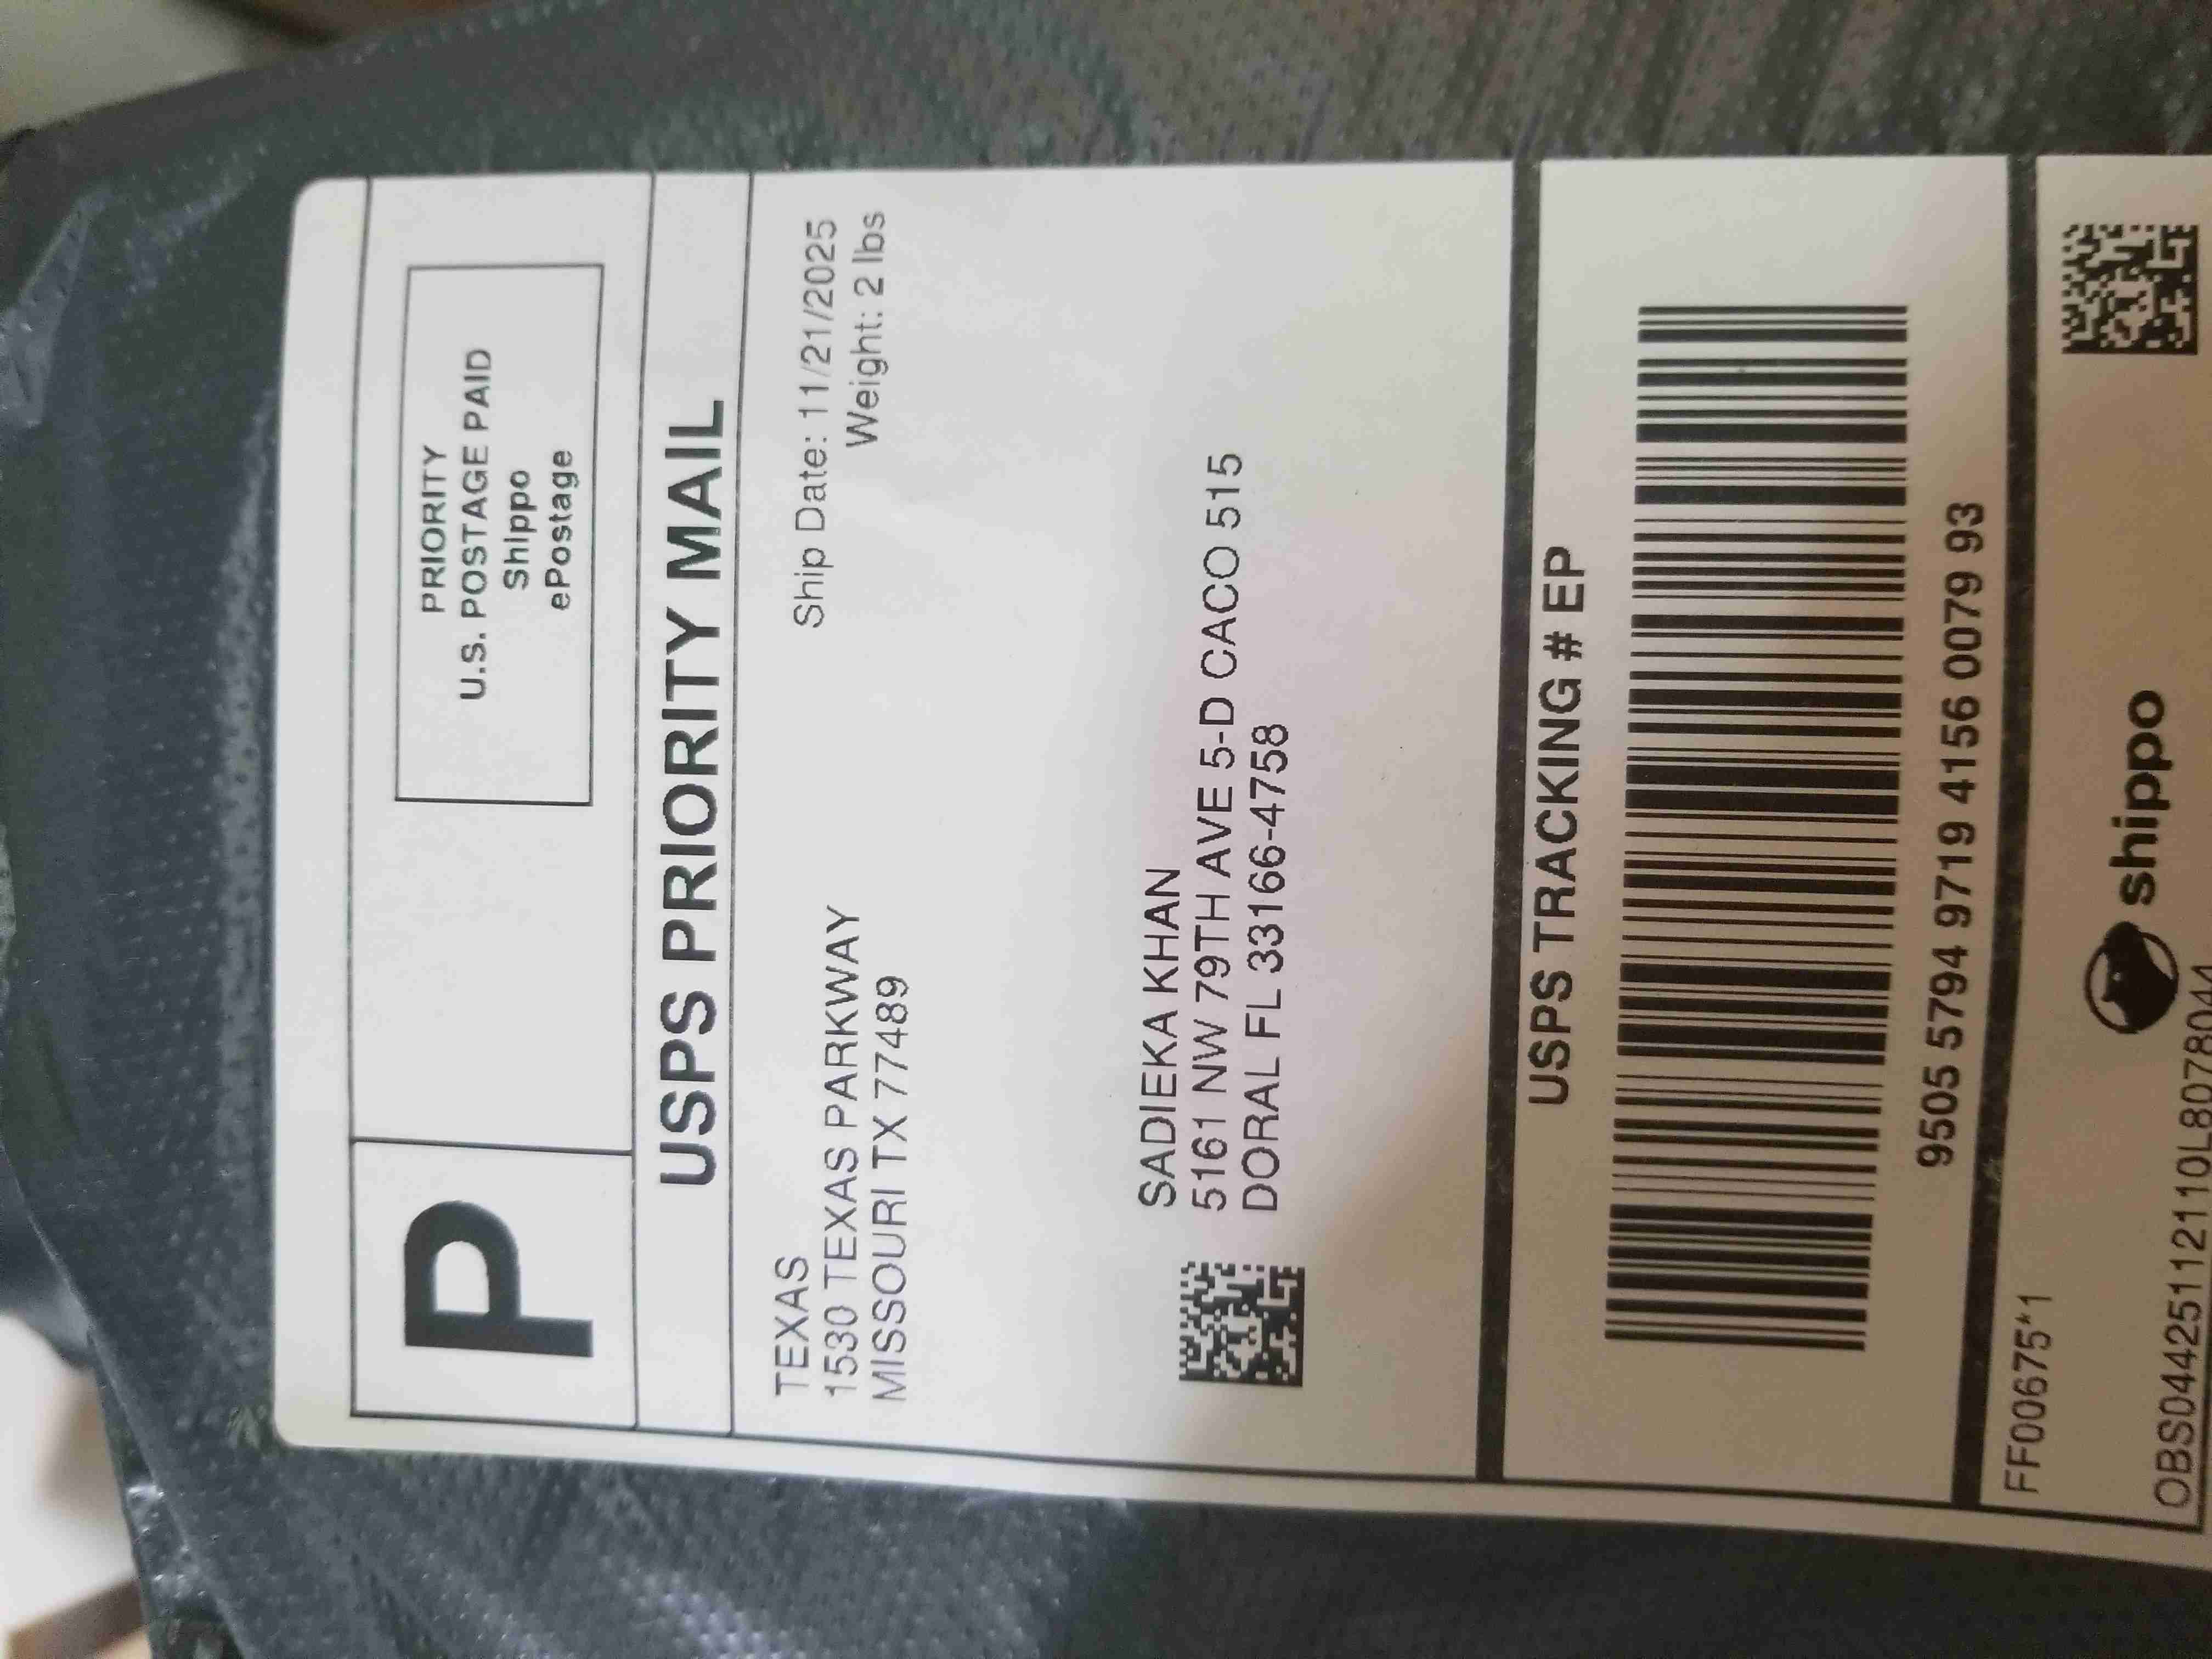 P
PRIORITY
U.S. POSTAGE PAID
Shippo
ePostage
USPS PRIORITY MAIL
TEXAS
1530 TEXAS PARKWAY
MISSOURI TX 77489
Ship Date: 11/21/2025
Weight: 2 lbs
SADIEKA KHAN
5161 NW 79TH AVE 5-D CACO 515
DORAL FL 33166-4758
USPS TRACKING # EP
9505 5794 9719 4156 0079 93
FF00675*1
shippo
OBS0442511121110L8078044